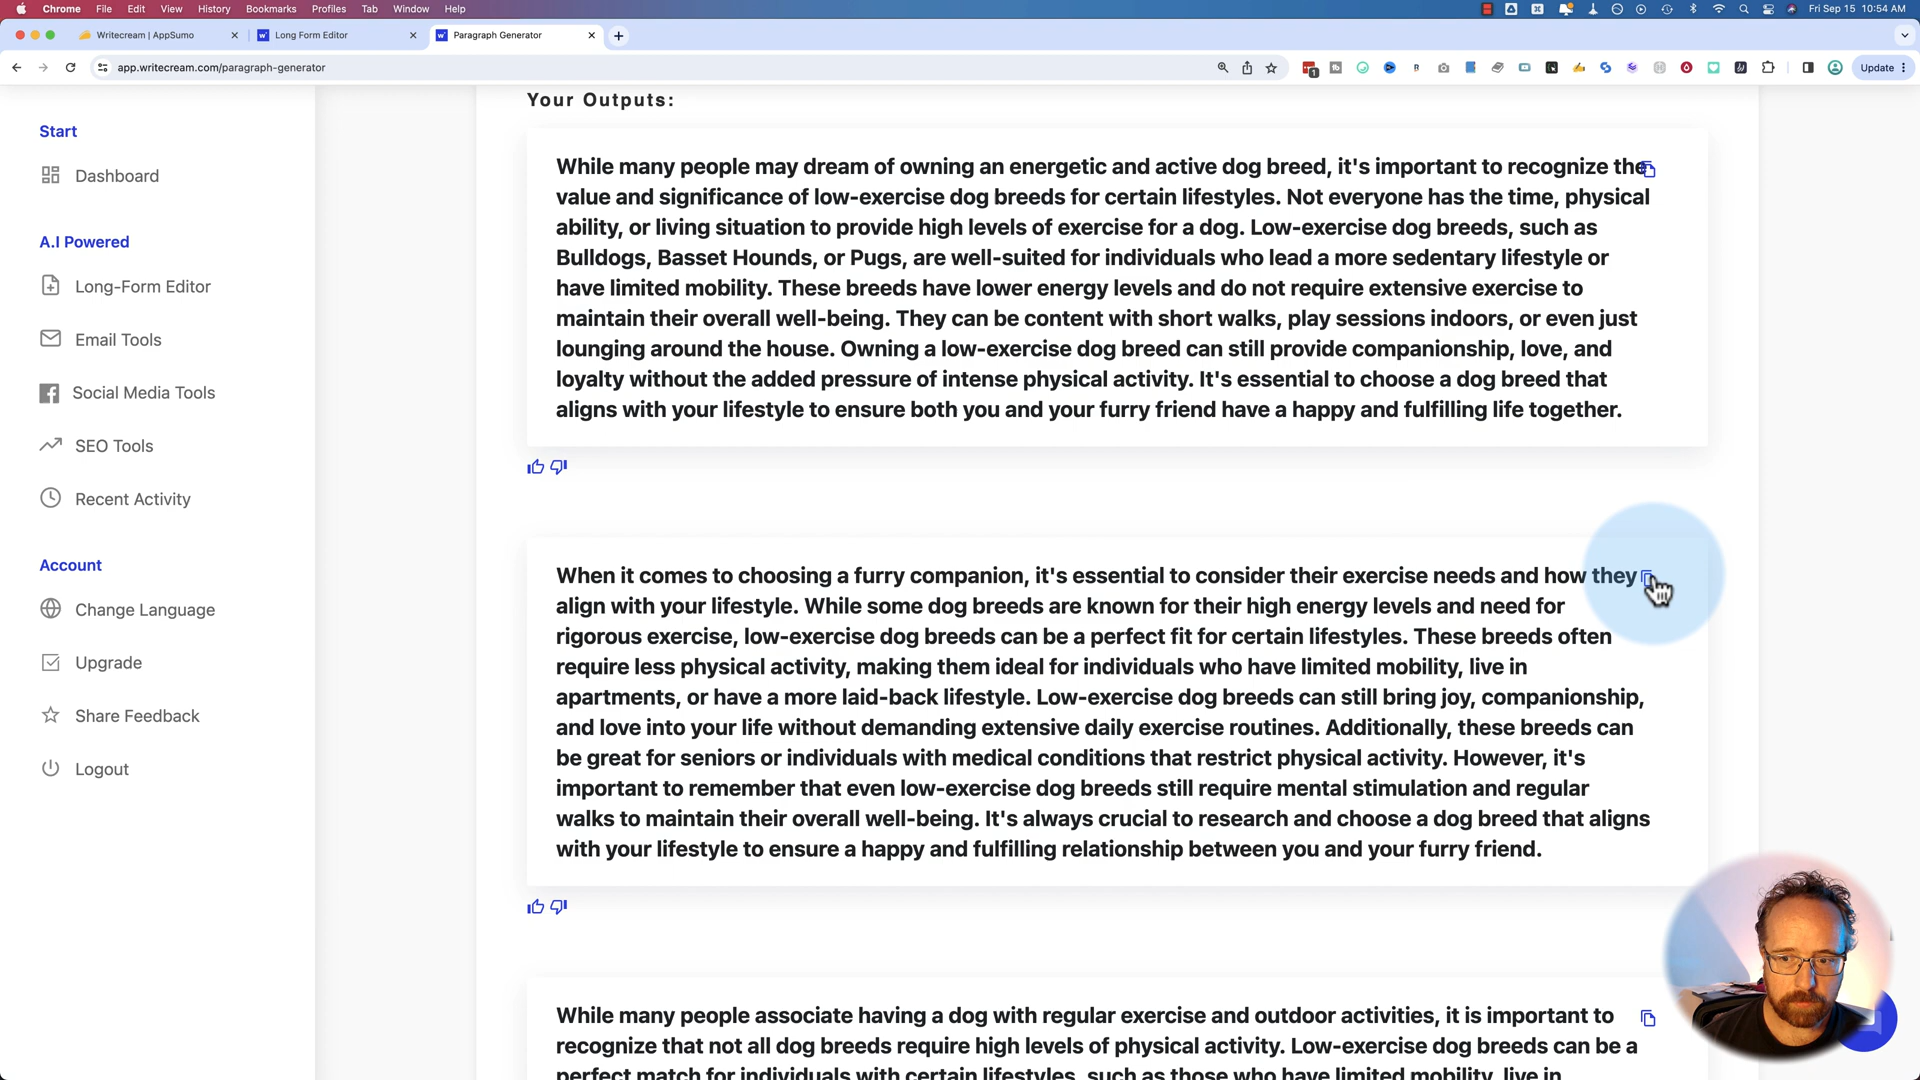 Chrome File Edit View History Bookmarks Profiles Tab Window Help Fri Sep 15 10:54 AM
Writecream | AppSumo Long Form Editor Paragraph Generator
app.writecream.com/paragraph-generator Update
Your Outputs:
Start
Dashboard
A.I Powered
Long-Form Editor
Email Tools
Social Media Tools
SEO Tools
Recent Activity
Account
Change Language
Upgrade
Share Feedback
Logout
While many people may dream of owning an energetic and active dog breed, it's important to recognize the
value and significance of low-exercise dog breeds for certain lifestyles. Not everyone has the time, physical
ability, or living situation to provide high levels of exercise for a dog. Low-exercise dog breeds, such as
Bulldogs, Basset Hounds, or Pugs, are well-suited for individuals who lead a more sedentary lifestyle or
have limited mobility. These breeds have lower energy levels and do not require extensive exercise to
maintain their overall well-being. They can be content with short walks, play sessions indoors, or even just
lounging around the house. Owning a low-exercise dog breed can still provide companionship, love, and
loyalty without the added pressure of intense physical activity. It's essential to choose a dog breed that
aligns with your lifestyle to ensure both you and your furry friend have a happy and fulfilling life together.
When it comes to choosing a furry companion, it's essential to consider their exercise needs and how they
align with your lifestyle. While some dog breeds are known for their high energy levels and need for
rigorous exercise, low-exercise dog breeds can be a perfect fit for certain lifestyles. These breeds often
require less physical activity, making them ideal for individuals who have limited mobility, live in
apartments, or have a more laid-back lifestyle. Low-exercise dog breeds can still bring joy, companionship,
and love into your life without demanding extensive daily exercise routines. Additionally, these breeds can
be great for seniors or individuals with medical conditions that restrict physical activity. However, it's
important to remember that even low-exercise dog breeds still require mental stimulation and regular
walks to maintain their overall well-being. It's always crucial to research and choose a dog breed that aligns
with your lifestyle to ensure a happy and fulfilling relationship between you and your furry friend.
While many people associate having a dog with regular exercise and outdoor activities, it is important to
recognize that not all dog breeds require high levels of physical activity. Low-exercise dog breeds can be a
perfect match for individuals with certain lifestyles, such as those who have limited mobility, live in